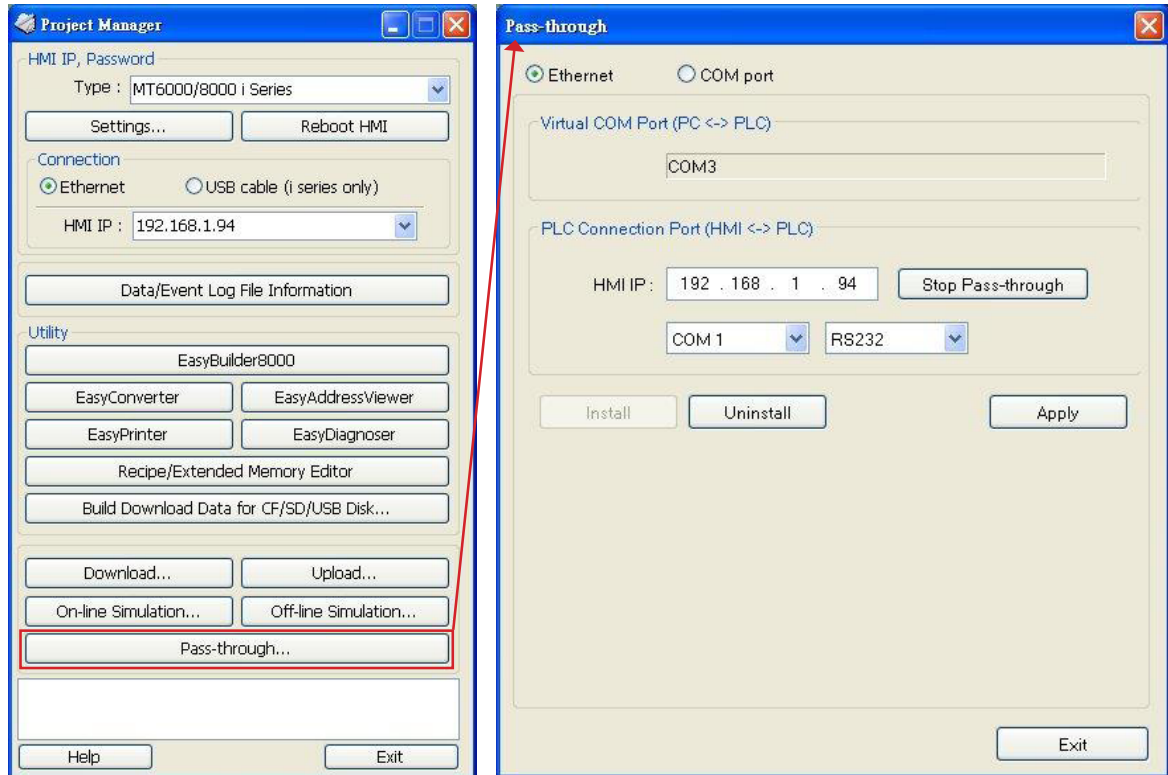 Project Manager
HMI IP, Password
Type : MT6000/8000 i Series
Settings... Reboot HMI
Connection
Ethernet USB cable (i series only)
HMI IP : 192.168.1.94
Data/Event Log File Information
Utility
EasyBuilder8000
EasyConverter EasyAddressViewer
EasyPrinter EasyDiagnoser
Recipe/Extended Memory Editor
Build Download Data for CF/SD/USB Disk...
Download... Upload...
On-line Simulation... Off-line Simulation...
Pass-through...
Help Exit
Pass-through
Ethernet COM port
Virtual COM Port (PC <-> PLC)
COM3
PLC Connection Port (HMI <-> PLC)
HMI IP : 192 . 168 . 1 . 94 Stop Pass-through
COM 1 RS232
Install Uninstall Apply
Exit